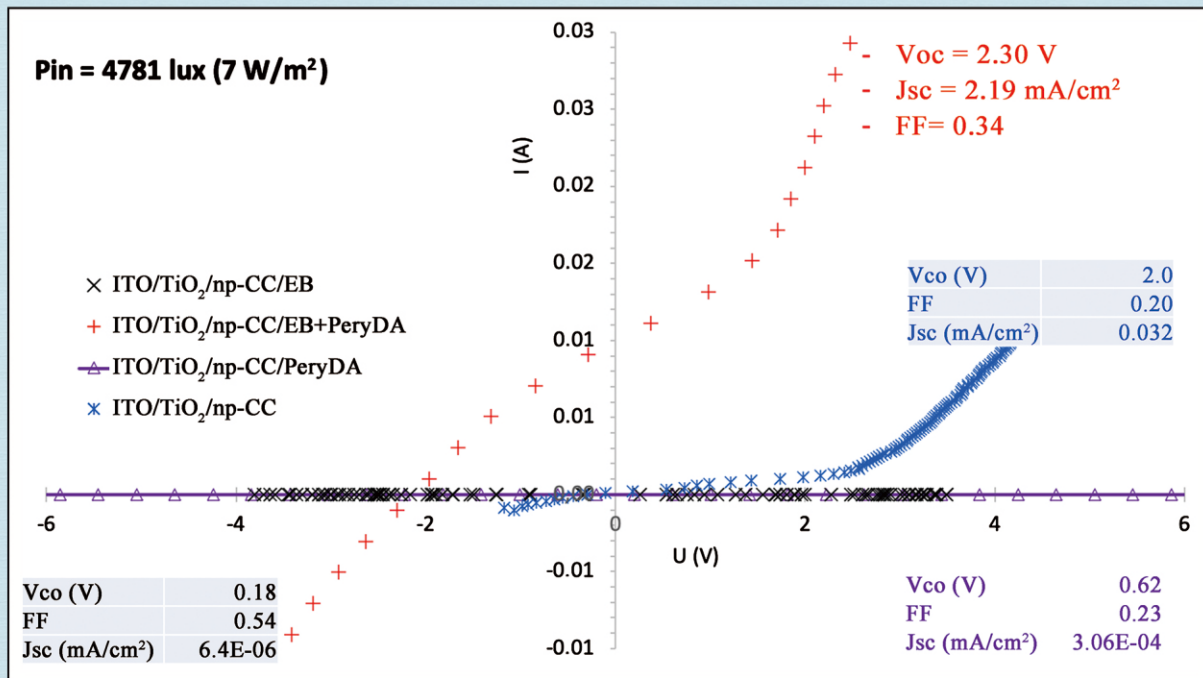 Pin = 4781 lux (7 W/m²)
- Voc = 2.30 V
- Jsc = 2.19 mA/cm²
- FF= 0.34
I (A)
0.03
0.03
0.02
0.02
0.01
0.01
0.00
-0.01
-0.01
ITO/TiO₂/np-CC/EB
ITO/TiO₂/np-CC/EB+PeryDA
ITO/TiO₂/np-CC/PeryDA
ITO/TiO₂/np-CC
Vco (V) 2.0
FF 0.20
Jsc (mA/cm²) 0.032
-6 -4 -2 0 2 4 6
U (V)
Vco (V) 0.18
FF 0.54
Jsc (mA/cm²) 6.4E-06
Vco (V) 0.62
FF 0.23
Jsc (mA/cm²) 3.06E-04